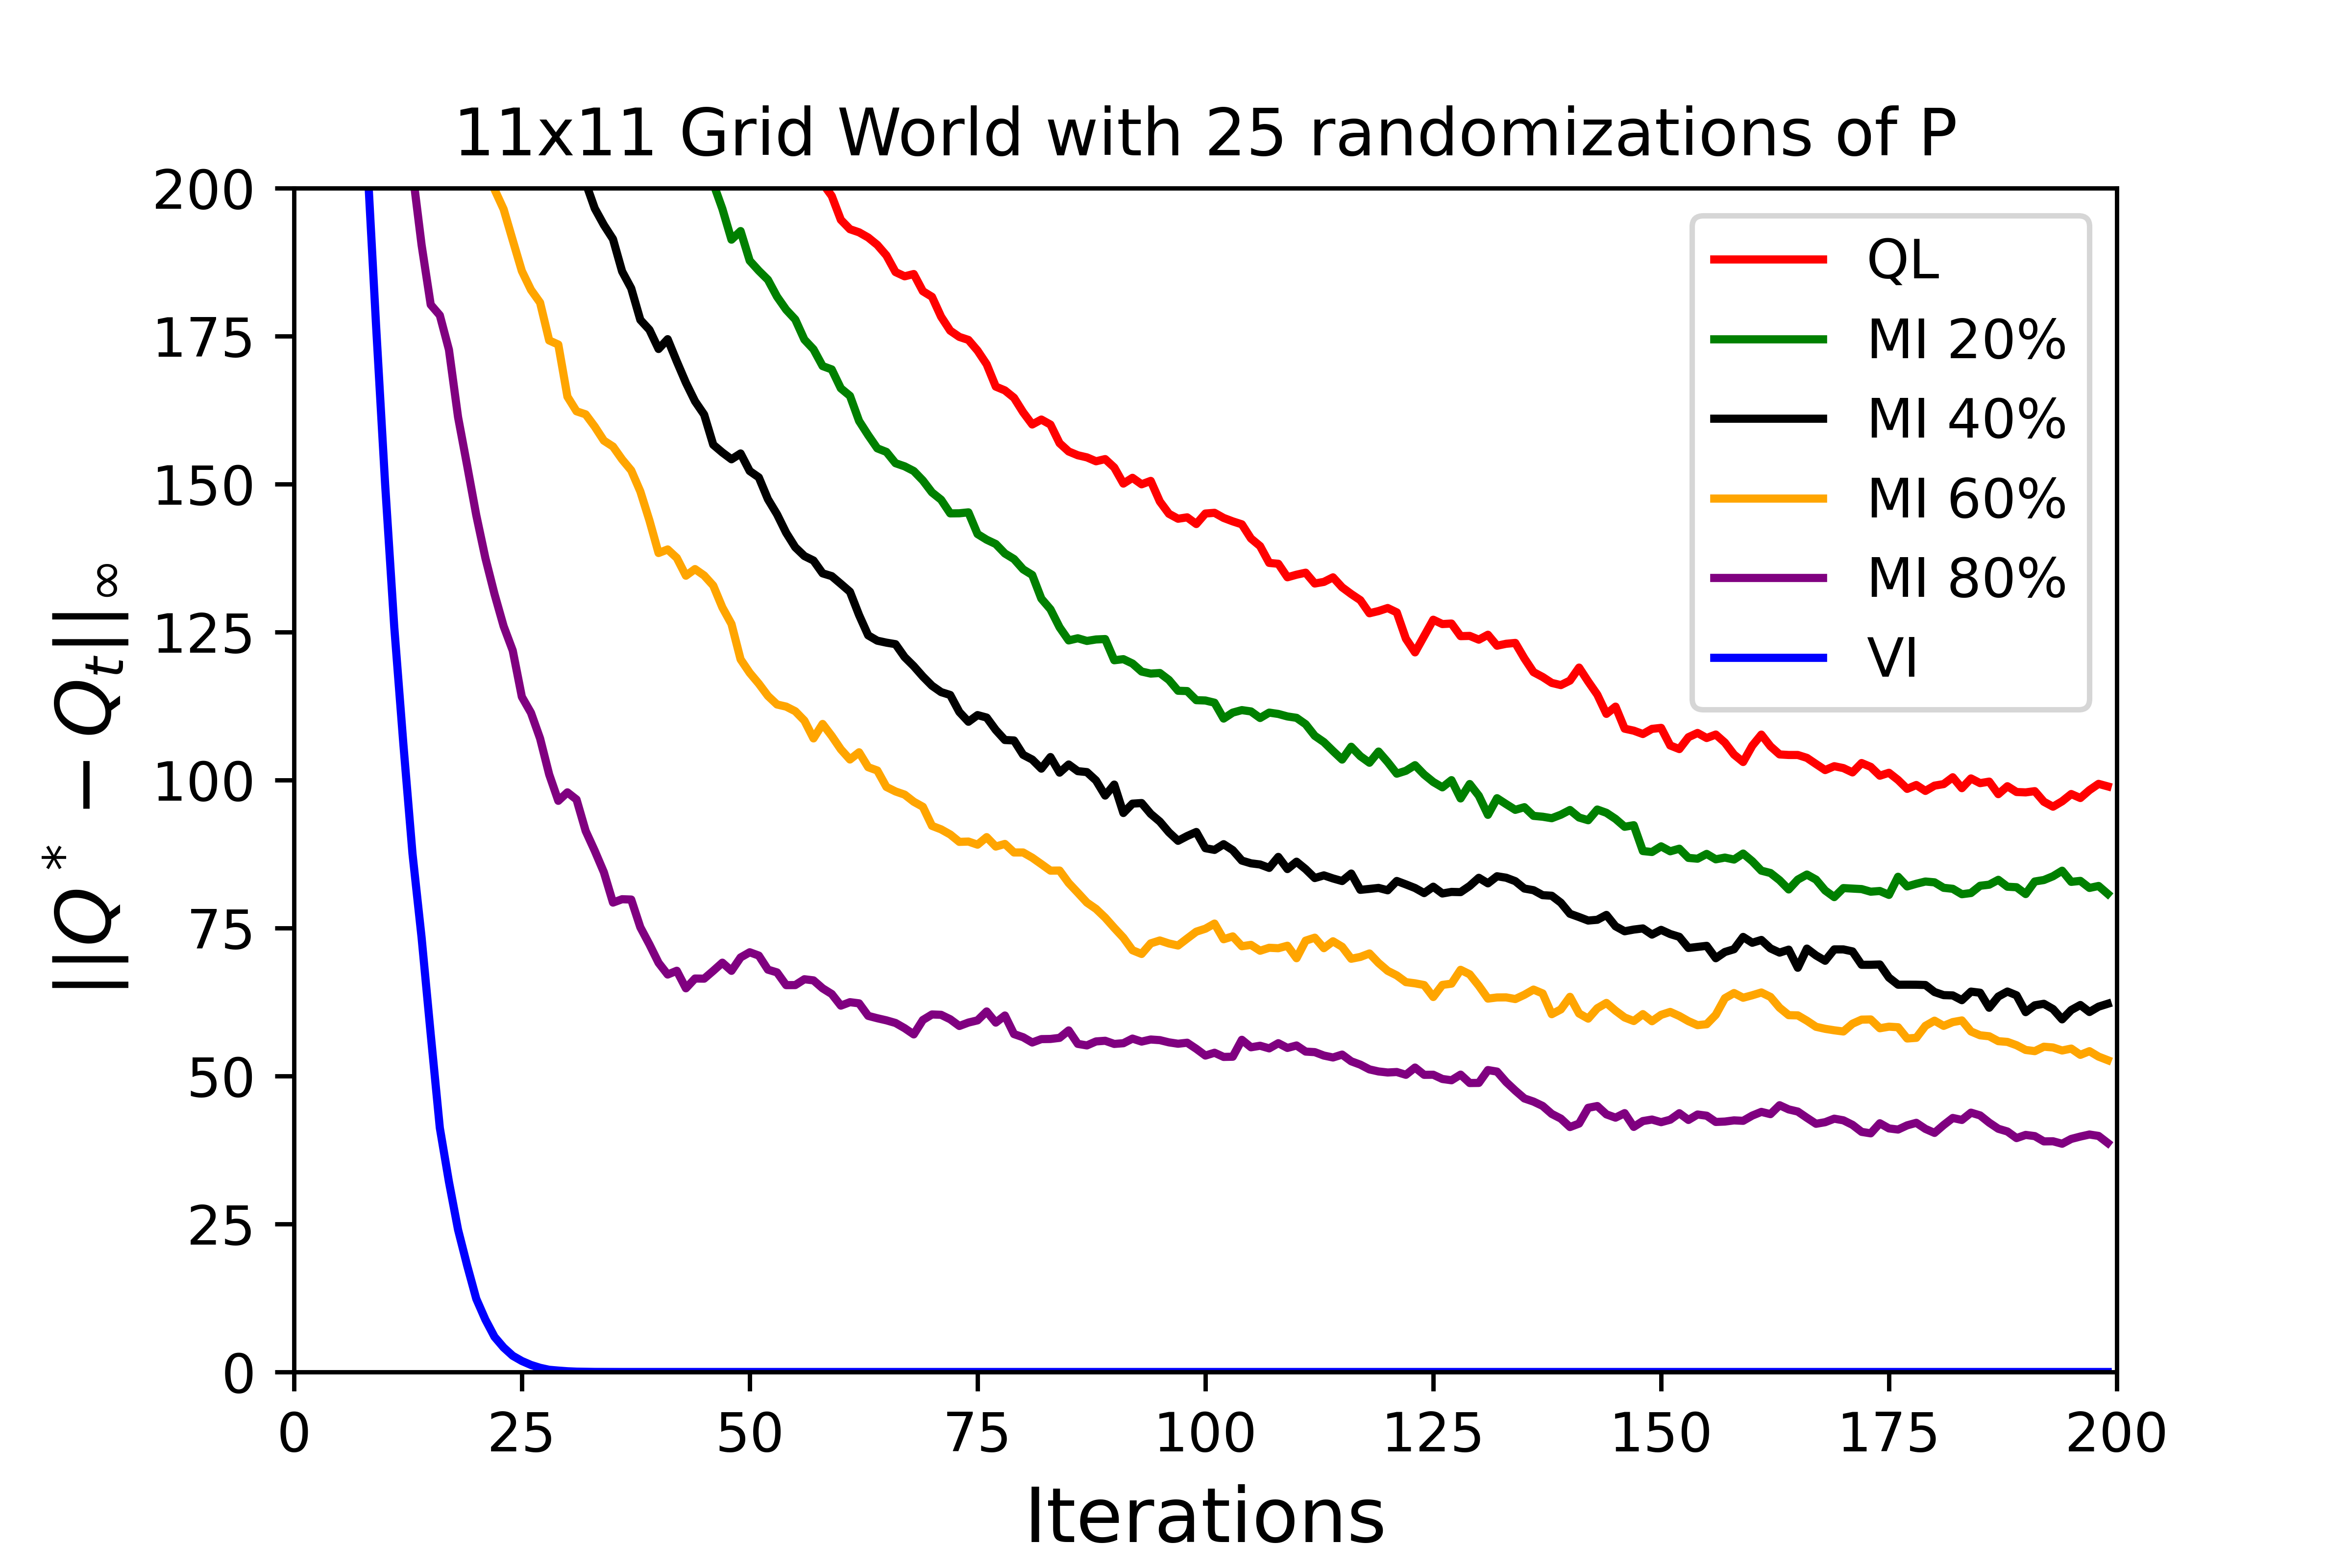 11x11 Grid World with 25 randomizations of P
||Q* − Qₜ||∞
200
175
150
125
100
75
50
25
0
QL
MI 20%
MI 40%
MI 60%
MI 80%
VI
0 25 50 75 100 125 150 175 200
Iterations